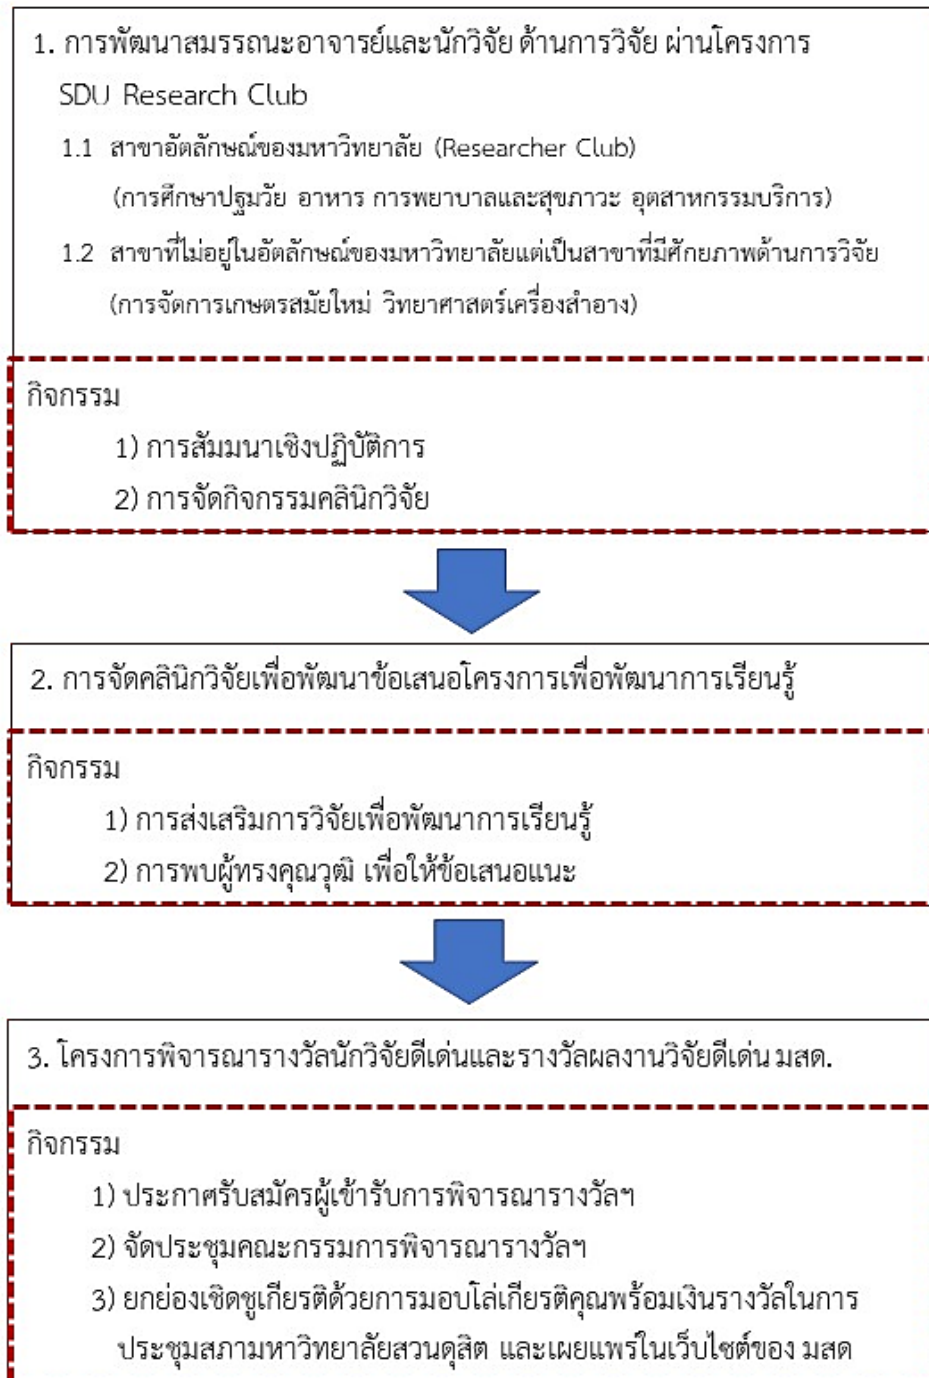 1. การพัฒนาสมรรถนะอาจารย์และนักวิจัย ด้านการวิจัย ผ่านโครงการ
SDU Research Club
1.1 สาขาอัตลักษณ์ของมหาวิทยาลัย (Researcher Club)
(การศึกษาปฐมวัย อาหาร การพยาบาลและสุขภาวะ อุตสาหกรรมบริการ)
1.2 สาขาที่ไม่อยู่ในอัตลักษณ์ของมหาวิทยาลัยแต่เป็นสาขาที่มีศักยภาพด้านการวิจัย
(การจัดการเกษตรสมัยใหม่ วิทยาศาสตร์เครื่องสำอาง)
กิจกรรม
1) การสัมมนาเชิงปฏิบัติการ
2) การจัดกิจกรรมคลินิกวิจัย
2. การจัดคลินิกวิจัยเพื่อพัฒนาข้อเสนอโครงการเพื่อพัฒนาการเรียนรู้
กิจกรรม
1) การส่งเสริมการวิจัยเพื่อพัฒนาการเรียนรู้
2) การพบผู้ทรงคุณวุฒิ เพื่อให้ข้อเสนอแนะ
3. โครงการพิจารณารางวัลนักวิจัยดีเด่นและรางวัลผลงานวิจัยดีเด่น มสด.
กิจกรรม
1) ประกาศรับสมัครผู้เข้ารับการพิจารณารางวัลฯ
2) จัดประชุมคณะกรรมการพิจารณารางวัลฯ
3) ยกย่องเชิดชูเกียรติด้วยการมอบโล่เกียรติคุณพร้อมเงินรางวัลในการ
ประชุมสภามหาวิทยาลัยสวนดุสิต และเผยแพร่ในเว็บไซต์ของ มสด